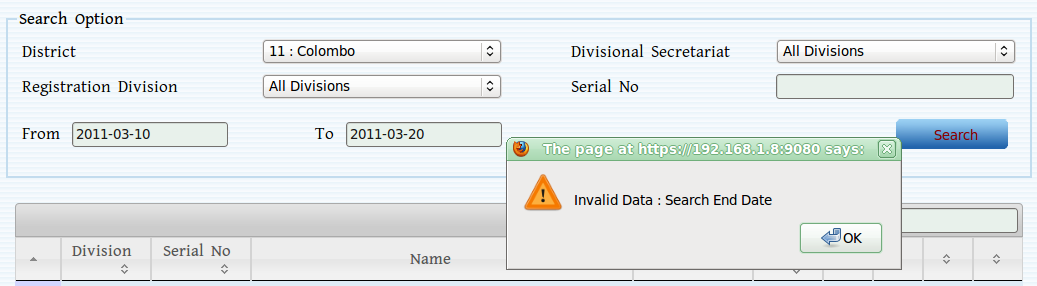 Search Option
District 11 : Colombo Divisional Secretariat All Divisions
Registration Division All Divisions Serial No
From 2011-03-10 To 2011-03-20 Search
The page at https://192.168.1.8:9080 says:
Invalid Data : Search End Date
OK
Division Serial No Name